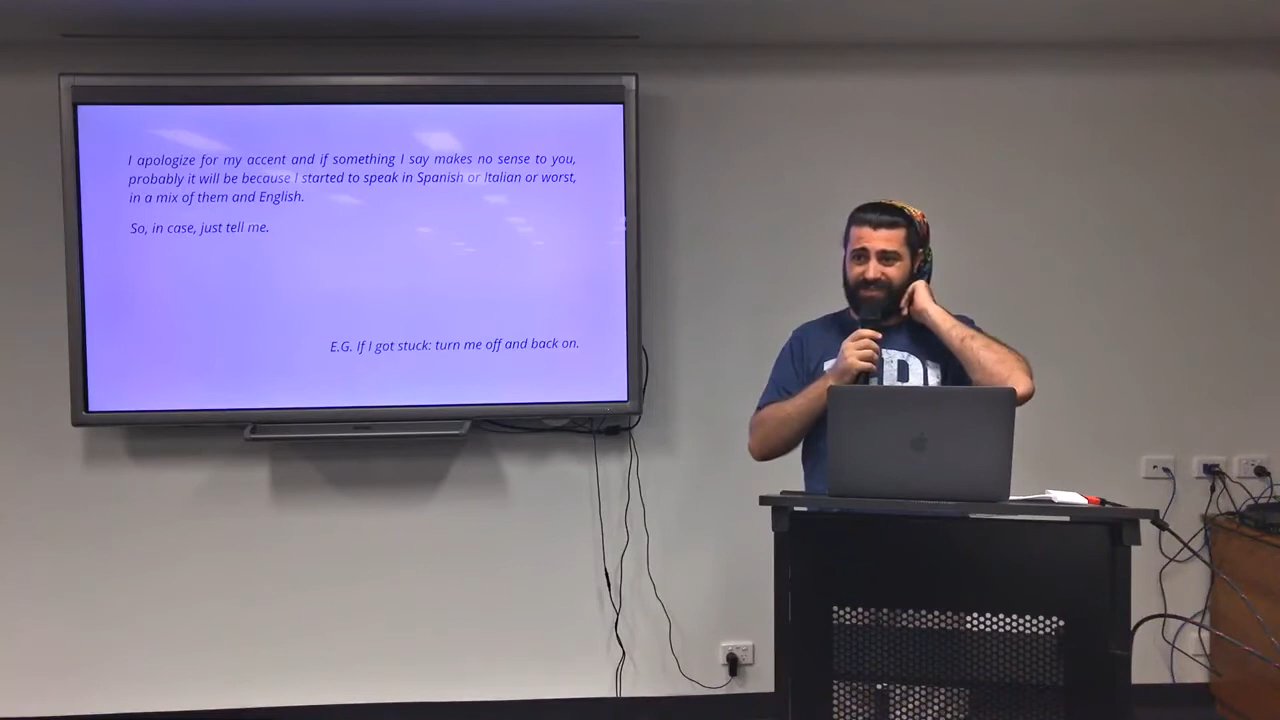 I apologize for my accent and if something I say makes no sense to you,
probably it will be because I started to speak in Spanish or Italian or worst,
in a mix of them and English.
So, in case, just tell me.
E.G. If I got stuck: turn me off and back on.